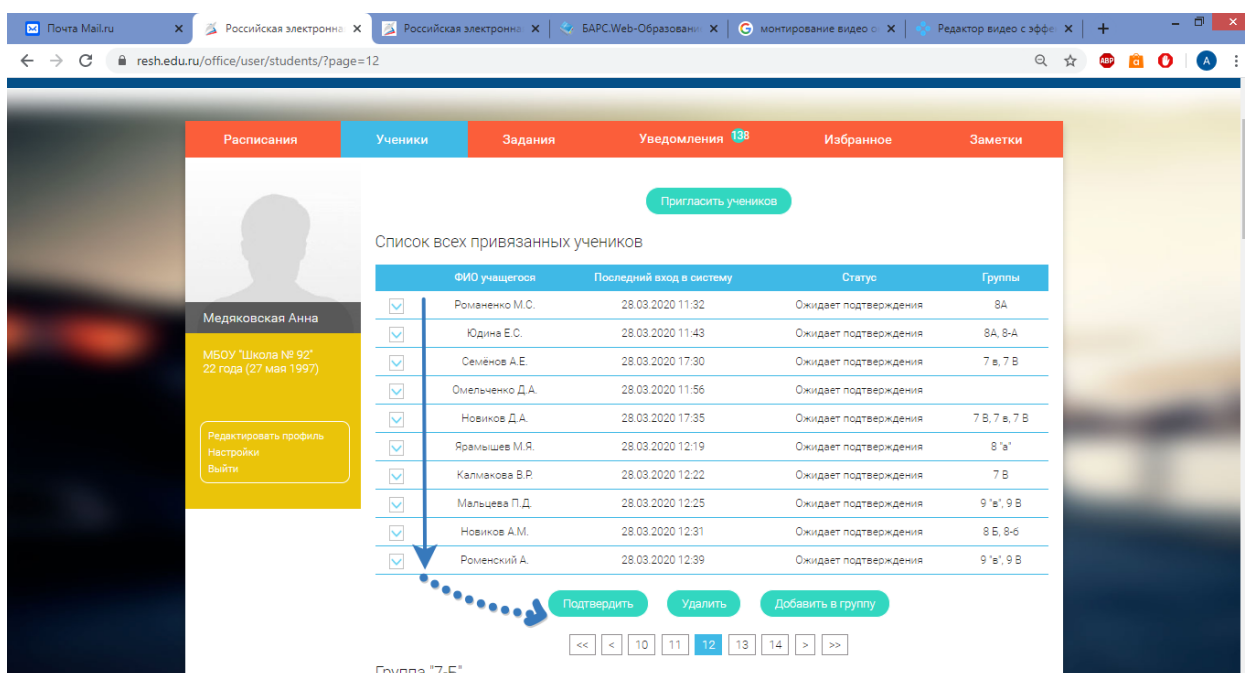 Почта Mail.ru
Российская электронна
Российская электронна
БАРС.Web-Образовани
монтирование видео о
Редактор видео с эффе
resh.edu.ru/office/user/students/?page=12
ABP
A
Расписания Ученики Задания Уведомления 138 Избранное Заметки
Пригласить учеников
Список всех привязанных учеников
Медяковская Анна
МБОУ "Школа № 92"
22 года (27 мая 1997)
Редактировать профиль
Настройки
Выйти
ФИО учащегося Последний вход в систему Статус Группы
Романенко М.С. 28.03.2020 11:32 Ожидает подтверждения 8А
Юдина Е.С. 28.03.2020 11:43 Ожидает подтверждения 8А, 8-А
Семёнов А.Е. 28.03.2020 17:30 Ожидает подтверждения 7 в, 7 В
Омельченко Д.А. 28.03.2020 11:56 Ожидает подтверждения
Новиков Д.А. 28.03.2020 17:35 Ожидает подтверждения 7 В, 7 в, 7 В
Ярамышев М.Я. 28.03.2020 12:19 Ожидает подтверждения 8 "а"
Калмакова В.Р. 28.03.2020 12:22 Ожидает подтверждения 7 В
Мальцева П.Д. 28.03.2020 12:25 Ожидает подтверждения 9 "в", 9 В
Новиков А.М. 28.03.2020 12:31 Ожидает подтверждения 8 Б, 8-б
Роменский А. 28.03.2020 12:39 Ожидает подтверждения 9 "в", 9 В
Подтвердить Удалить Добавить в группу
<< < 10 11 12 13 14 > >>
Группа "7-Б"